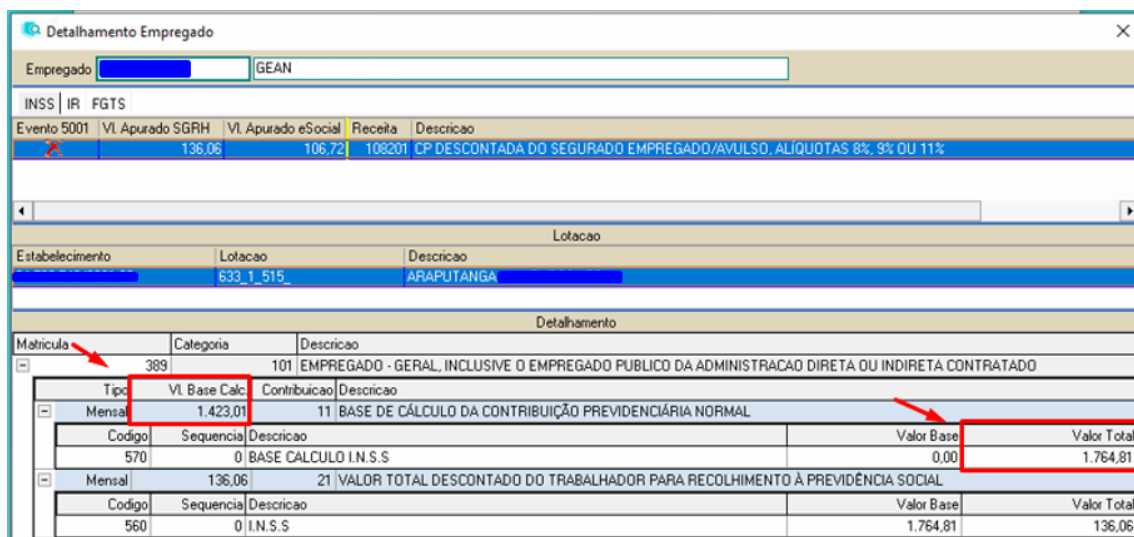 Detalhamento Empregado
Empregado GEAN
INSS IR FGTS
Evento 5001 Vl. Apurado SGRH Vl. Apurado eSocial Receita Descricao
136,06 106,72 108201 CP DESCONTADA DO SEGURADO EMPREGADO/AVULSO, ALÍQUOTAS 8%, 9% OU 11%
Lotacao
Estabelecimento Lotacao Descricao
633_1_515_ ARAPUTANGA
Detalhamento
Matricula Categoria Descricao
389 101 EMPREGADO - GERAL, INCLUSIVE O EMPREGADO PUBLICO DA ADMINISTRACAO DIRETA OU INDIRETA CONTRATADO
Tipo Vl. Base Calc. Contribuicao Descricao
Mensal 1.423,01 11 BASE DE CÁLCULO DA CONTRIBUIÇÃO PREVIDENCIÁRIA NORMAL
Codigo Sequencia Descricao Valor Base Valor Total
570 0 BASE CALCULO I.N.S.S 0,00 1.764,81
Mensal 136,06 21 VALOR TOTAL DESCONTADO DO TRABALHADOR PARA RECOLHIMENTO À PREVIDÊNCIA SOCIAL
Codigo Sequencia Descricao Valor Base Valor Total
560 0 I.N.S.S 1.764,81 136,06